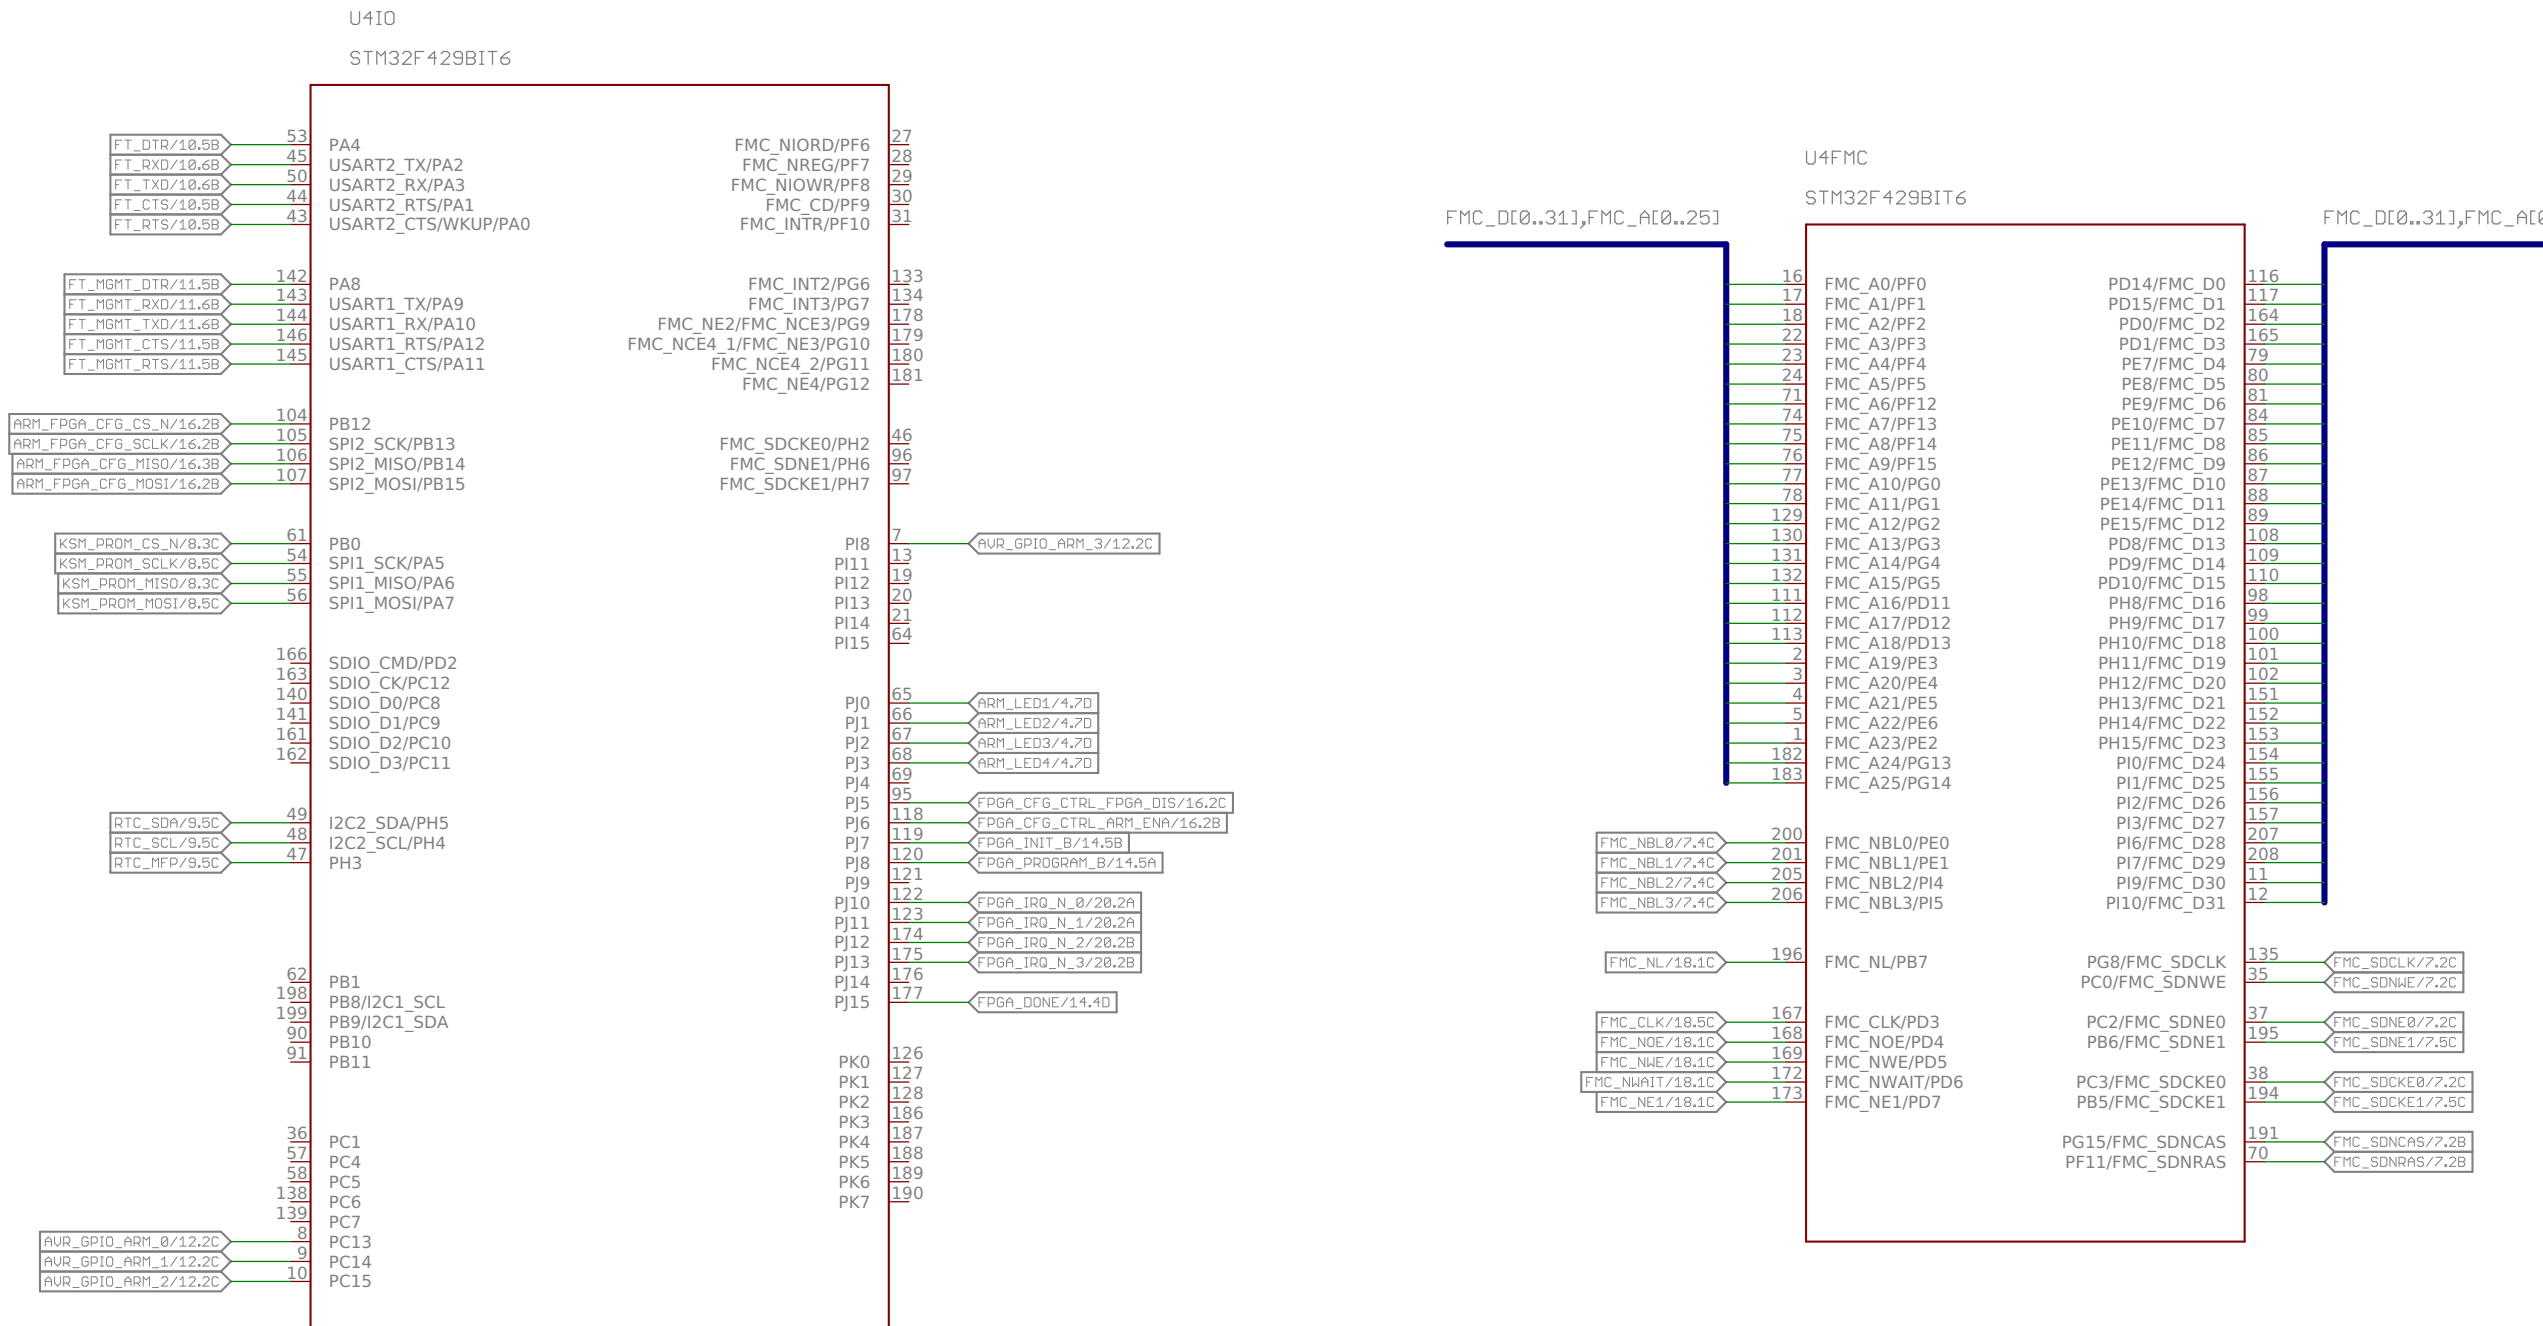 U4IO
STM32F429BIT6
FT_DTR/10.5B 53 PA4
FT_RXD/10.6B 45 USART2_TX/PA2
FT_TXD/10.6B 50 USART2_RX/PA3
FT_CTS/10.5B 44 USART2_RTS/PA1
FT_RTS/10.5B 43 USART2_CTS/WKUP/PA0
FT_MGMT_DTR/11.5B 142 PA8
FT_MGMT_RXD/11.6B 143 USART1_TX/PA9
FT_MGMT_TXD/11.6B 144 USART1_RX/PA10
FT_MGMT_CTS/11.5B 146 USART1_RTS/PA12
FT_MGMT_RTS/11.5B 145 USART1_CTS/PA11
ARM_FPGA_CFG_CS_N/16.2B 104 PB12
ARM_FPGA_CFG_SCLK/16.2B 105 SPI2_SCK/PB13
ARM_FPGA_CFG_MISO/16.3B 106 SPI2_MISO/PB14
ARM_FPGA_CFG_MOSI/16.2B 107 SPI2_MOSI/PB15
KSM_PROM_CS_N/8.3C 61 PB0
KSM_PROM_SCLK/8.5C 54 SPI1_SCK/PA5
KSM_PROM_MISO/8.3C 55 SPI1_MISO/PA6
KSM_PROM_MOSI/8.5C 56 SPI1_MOSI/PA7
166 SDIO_CMD/PD2
163 SDIO_CK/PC12
140 SDIO_D0/PC8
141 SDIO_D1/PC9
161 SDIO_D2/PC10
162 SDIO_D3/PC11
RTC_SDA/9.5C 49 I2C2_SDA/PH5
RTC_SCL/9.5C 48 I2C2_SCL/PH4
RTC_MFP/9.5C 47 PH3
62 PB1
198 PB8/I2C1_SCL
199 PB9/I2C1_SDA
90 PB10
91 PB11
36 PC1
57 PC4
58 PC5
138 PC6
139 PC7
AVR_GPIO_ARM_0/12.2C 8 PC13
AVR_GPIO_ARM_1/12.2C 9 PC14
AVR_GPIO_ARM_2/12.2C 10 PC15
FMC_NIORD/PF6 27
FMC_NREG/PF7 28
FMC_NIOWR/PF8 29
FMC_CD/PF9 30
FMC_INTR/PF10 31
FMC_INT2/PG6 133
FMC_INT3/PG7 134
FMC_NE2/FMC_NCE3/PG9 178
FMC_NCE4_1/FMC_NE3/PG10 179
FMC_NCE4_2/PG11 180
FMC_NE4/PG12 181
FMC_SDCKE0/PH2 46
FMC_SDNE1/PH6 96
FMC_SDCKE1/PH7 97
PI8 7 AVR_GPIO_ARM_3/12.2C
PI11 13
PI12 19
PI13 20
PI14 21
PI15 64
PJ0 65 ARM_LED1/4.7D
PJ1 66 ARM_LED2/4.7D
PJ2 67 ARM_LED3/4.7D
PJ3 68 ARM_LED4/4.7D
PJ4 69
PJ5 95 FPGA_CFG_CTRL_FPGA_DIS/16.2C
PJ6 118 FPGA_CFG_CTRL_ARM_ENA/16.2B
PJ7 119 FPGA_INIT_B/14.5B
PJ8 120 FPGA_PROGRAM_B/14.5A
PJ9 121
PJ10 122 FPGA_IRQ_N_0/20.2A
PJ11 123 FPGA_IRQ_N_1/20.2A
PJ12 174 FPGA_IRQ_N_2/20.2B
PJ13 175 FPGA_IRQ_N_3/20.2B
PJ14 176
PJ15 177 FPGA_DONE/14.4D
PK0 126
PK1 127
PK2 128
PK3 186
PK4 187
PK5 188
PK6 189
PK7 190
U4FMC
STM32F429BIT6
FMC_D[0..31],FMC_A[0..25]
16 FMC_A0/PF0
17 FMC_A1/PF1
18 FMC_A2/PF2
22 FMC_A3/PF3
23 FMC_A4/PF4
24 FMC_A5/PF5
71 FMC_A6/PF12
74 FMC_A7/PF13
75 FMC_A8/PF14
76 FMC_A9/PF15
77 FMC_A10/PG0
78 FMC_A11/PG1
129 FMC_A12/PG2
130 FMC_A13/PG3
131 FMC_A14/PG4
132 FMC_A15/PG5
111 FMC_A16/PD11
112 FMC_A17/PD12
113 FMC_A18/PD13
2 FMC_A19/PE3
3 FMC_A20/PE4
4 FMC_A21/PE5
5 FMC_A22/PE6
1 FMC_A23/PE2
182 FMC_A24/PG13
183 FMC_A25/PG14
FMC_NBL0/7.4C 200 FMC_NBL0/PE0
FMC_NBL1/7.4C 201 FMC_NBL1/PE1
FMC_NBL2/7.4C 205 FMC_NBL2/PI4
FMC_NBL3/7.4C 206 FMC_NBL3/PI5
FMC_NL/18.1C 196 FMC_NL/PB7
FMC_CLK/18.5C 167 FMC_CLK/PD3
FMC_NOE/18.1C 168 FMC_NOE/PD4
FMC_NWE/18.1C 169 FMC_NWE/PD5
FMC_NWAIT/18.1C 172 FMC_NWAIT/PD6
FMC_NE1/18.1C 173 FMC_NE1/PD7
FMC_D[0..31],FMC_A[0
PD14/FMC_D0 116
PD15/FMC_D1 117
PD0/FMC_D2 164
PD1/FMC_D3 165
PE7/FMC_D4 79
PE8/FMC_D5 80
PE9/FMC_D6 81
PE10/FMC_D7 84
PE11/FMC_D8 85
PE12/FMC_D9 86
PE13/FMC_D10 87
PE14/FMC_D11 88
PE15/FMC_D12 89
PD8/FMC_D13 108
PD9/FMC_D14 109
PD10/FMC_D15 110
PH8/FMC_D16 98
PH9/FMC_D17 99
PH10/FMC_D18 100
PH11/FMC_D19 101
PH12/FMC_D20 102
PH13/FMC_D21 151
PH14/FMC_D22 152
PH15/FMC_D23 153
PI0/FMC_D24 154
PI1/FMC_D25 155
PI2/FMC_D26 156
PI3/FMC_D27 157
PI6/FMC_D28 207
PI7/FMC_D29 208
PI9/FMC_D30 11
PI10/FMC_D31 12
PG8/FMC_SDCLK 135 FMC_SDCLK/7.2C
PC0/FMC_SDNWE 35 FMC_SDNWE/7.2C
PC2/FMC_SDNE0 37 FMC_SDNE0/7.2C
PB6/FMC_SDNE1 195 FMC_SDNE1/7.5C
PC3/FMC_SDCKE0 38 FMC_SDCKE0/7.2C
PB5/FMC_SDCKE1 194 FMC_SDCKE1/7.5C
PG15/FMC_SDNCAS 191 FMC_SDNCAS/7.2B
PF11/FMC_SDNRAS 70 FMC_SDNRAS/7.2B